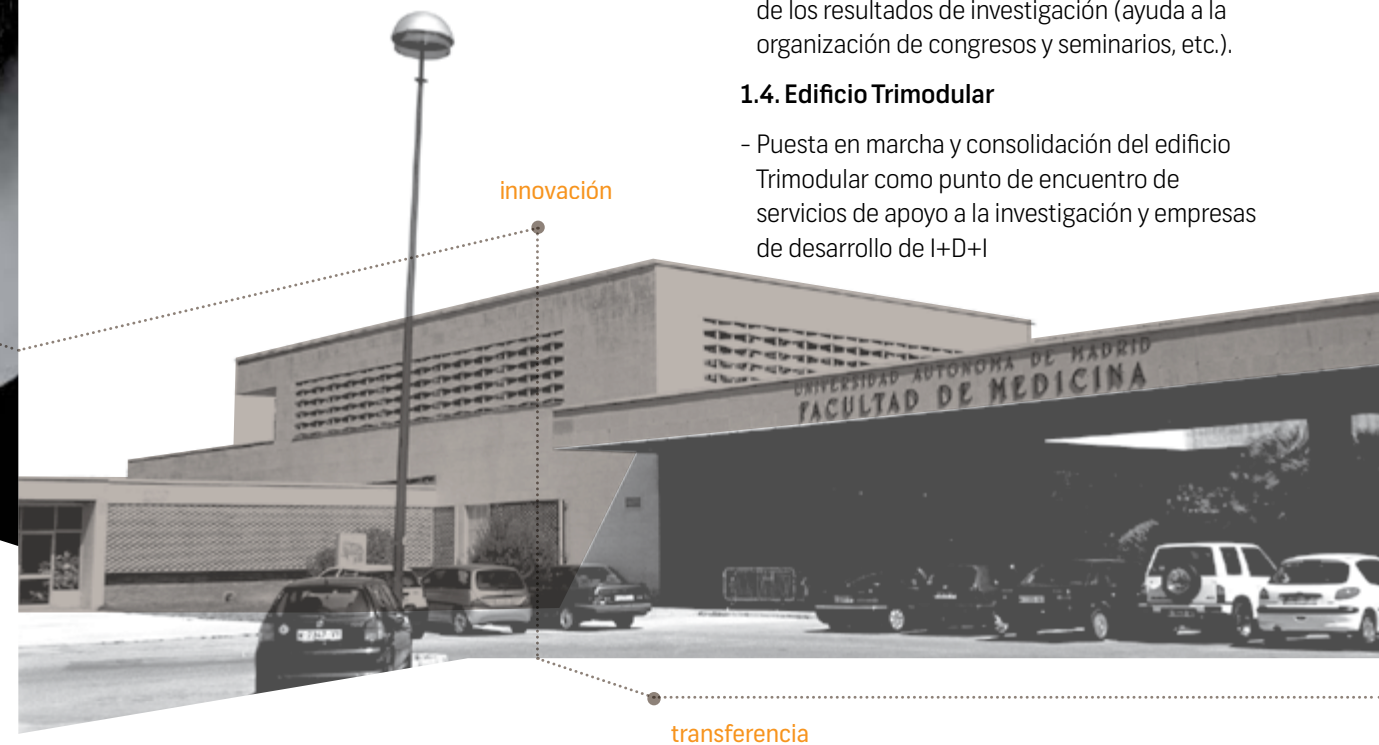 de los resultados de investigación (ayuda a la
organización de congresos y seminarios, etc.).
1.4. Edificio Trimodular
- Puesta en marcha y consolidación del edificio
Trimodular como punto de encuentro de
servicios de apoyo a la investigación y empresas
de desarrollo de I+D+I
innovación
UNIVERSIDAD AUTONOMA DE MADRID
FACULTAD DE MEDICINA
transferencia